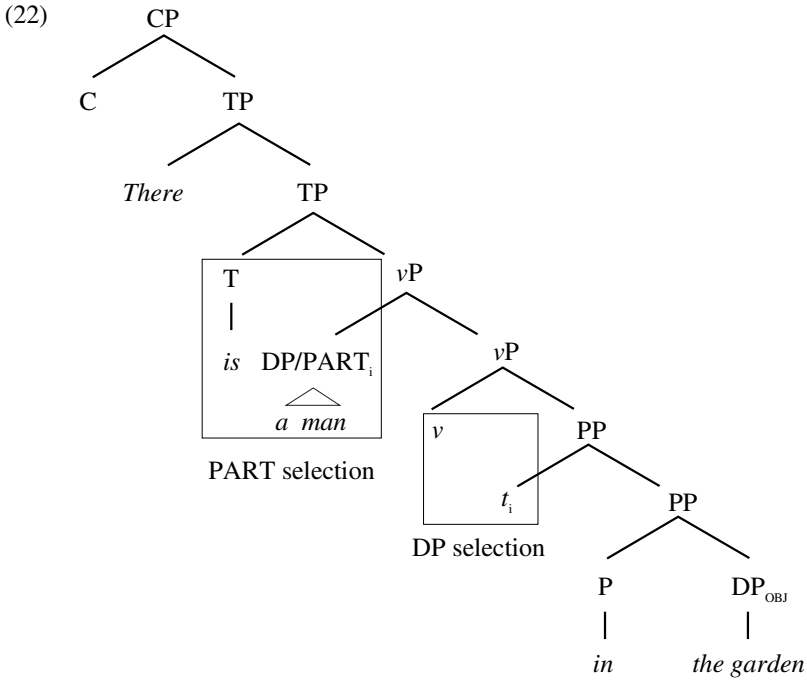 (22) CP
C TP
There TP
T vP
is DP/PARTi vP
a man v PP
PART selection
ti PP
DP selection
P DPOBJ
in the garden